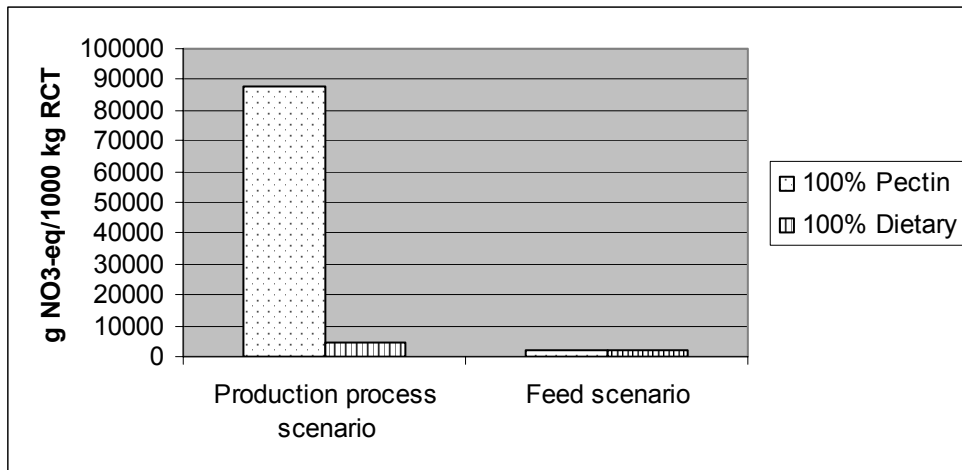 g NO3-eq/1000 kg RCT
100000
90000
80000
70000
60000
50000
40000
30000
20000
10000
0
Production process
scenario
Feed scenario
100% Pectin
100% Dietary